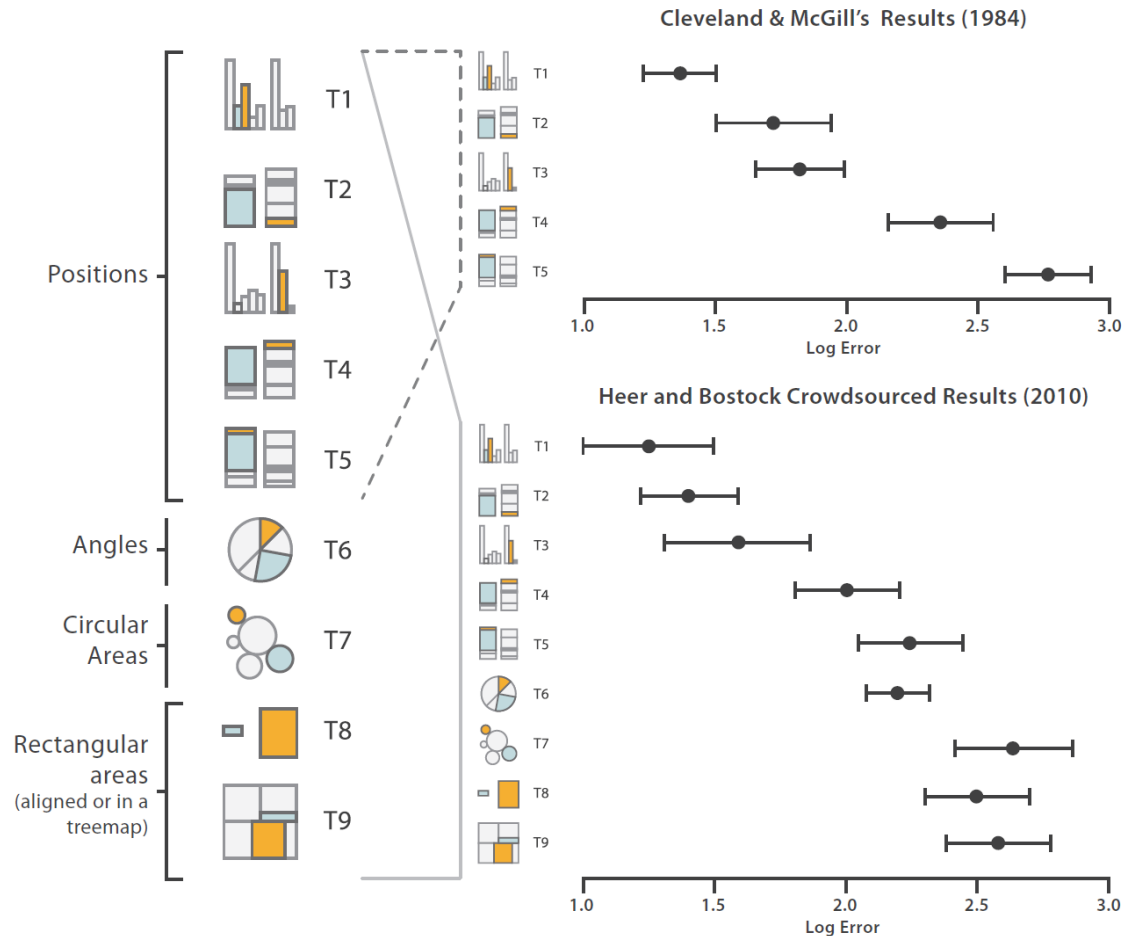 Cleveland & McGill's Results (1984)
Positions
T1
T2
T3
T4
T5
Angles
T6
Circular
Areas
T7
Rectangular
areas
(aligned or in a
treemap)
T8
T9
T1
T2
T3
T4
T5
1.0 1.5 2.0 2.5 3.0
Log Error
Heer and Bostock Crowdsourced Results (2010)
T1
T2
T3
T4
T5
T6
T7
T8
T9
1.0 1.5 2.0 2.5 3.0
Log Error